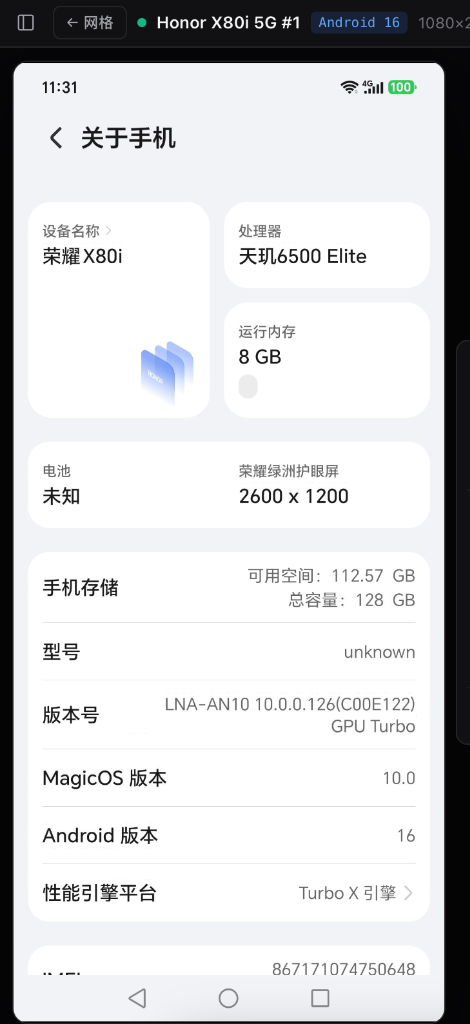 ← 网格
Honor X80i 5G #1
Android 16
1080×2
11:31
4G
100
关于手机
设备名称
荣耀X80i
HONOR
处理器
天玑6500 Elite
运行内存
8 GB
电池
未知
荣耀绿洲护眼屏
2600 x 1200
手机存储
可用空间：112.57 GB
总容量：128 GB
型号
unknown
版本号
LNA-AN10 10.0.0.126(C00E122)
GPU Turbo
MagicOS 版本
10.0
Android 版本
16
性能引擎平台
Turbo X 引擎
867171074750648